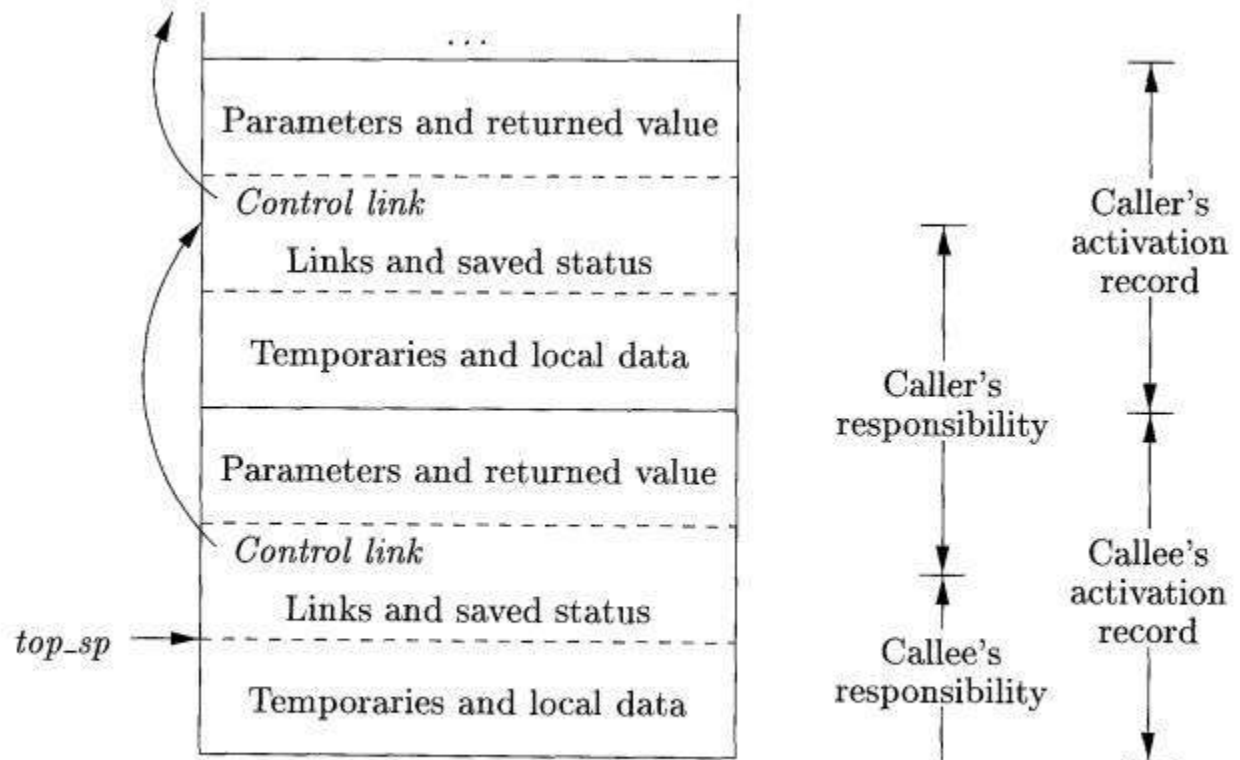 ...
Parameters and returned value
Control link
Links and saved status
Temporaries and local data
Parameters and returned value
Control link
Links and saved status
top_sp
Temporaries and local data
Caller's
responsibility
Callee's
responsibility
Caller's
activation
record
Callee's
activation
record